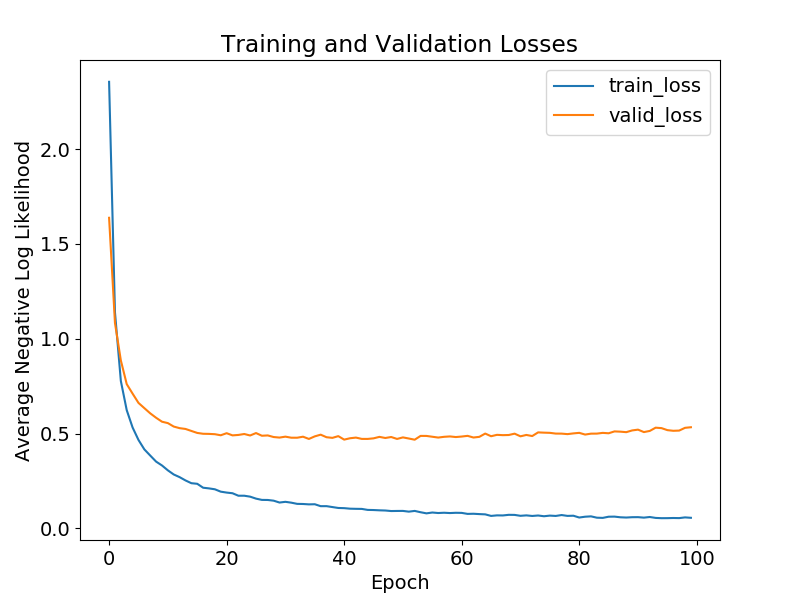 Training and Validation Losses
train_loss
valid_loss
Average Negative Log Likelihood
2.0
1.5
1.0
0.5
0.0
0 20 40 60 80 100
Epoch